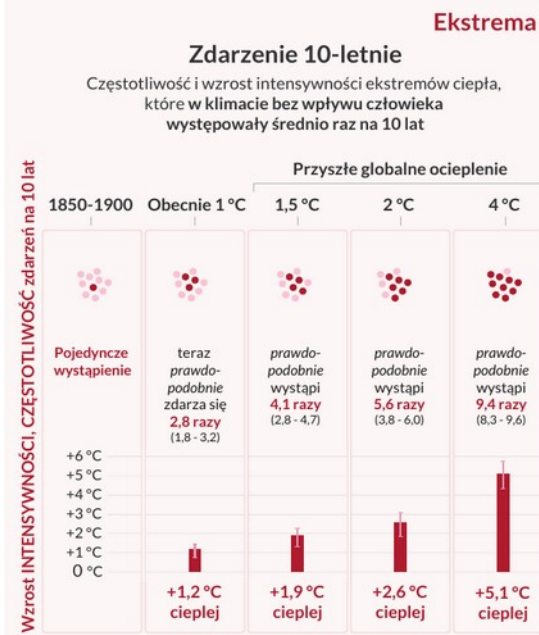 Ekstrema
Zdarzenie 10-letnie
Częstotliwość i wzrost intensywności ekstremów ciepła,
które w klimacie bez wpływu człowieka
występowały średnio raz na 10 lat
Wzrost INTENSYWNOŚCI, CZĘSTOTLIWOŚĆ zdarzeń na 10 lat
Przyszłe globalne ocieplenie
1850-1900
Obecnie 1 °C
1,5 °C
2 °C
4 °C
Pojedyncze
wystąpienie
teraz
prawdo-
podobnie
zdarza się
2,8 razy
(1,8 - 3,2)
prawdo-
podobnie
wystąpi
4,1 razy
(2,8 - 4,7)
prawdo-
podobnie
wystąpi
5,6 razy
(3,8 - 6,0)
prawdo-
podobnie
wystąpi
9,4 razy
(8,3 - 9,6)
+6 °C
+5 °C
+4 °C
+3 °C
+2 °C
+1 °C
0 °C
+1,2 °C
cieplej
+1,9 °C
cieplej
+2,6 °C
cieplej
+5,1 °C
cieplej